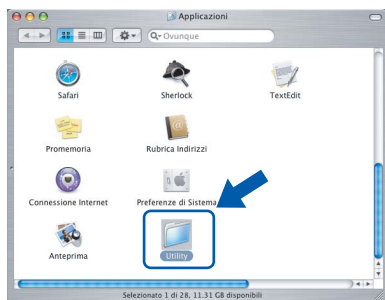 Applicazioni
Ovunque
Safari
Sherlock
TextEdit
Promemoria
Rubrica Indirizzi
Connessione Internet
Preferenze di Sistema
Anteprima
Utility
Selezionato 1 di 28, 11.31 GB disponibili